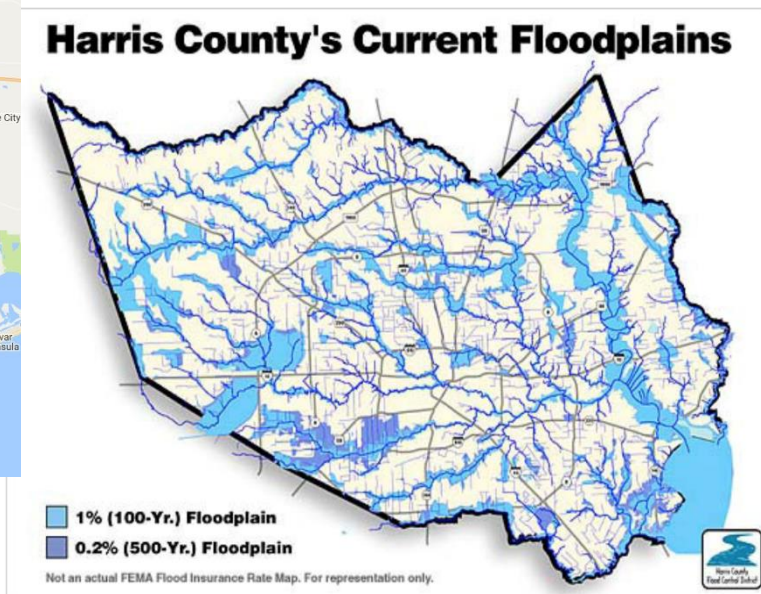 Harris County's Current Floodplains
City
var
sula
1% (100-Yr.) Floodplain
0.2% (500-Yr.) Floodplain
Not an actual FEMA Flood Insurance Rate Map. For representation only.
Harris County
Flood Control District